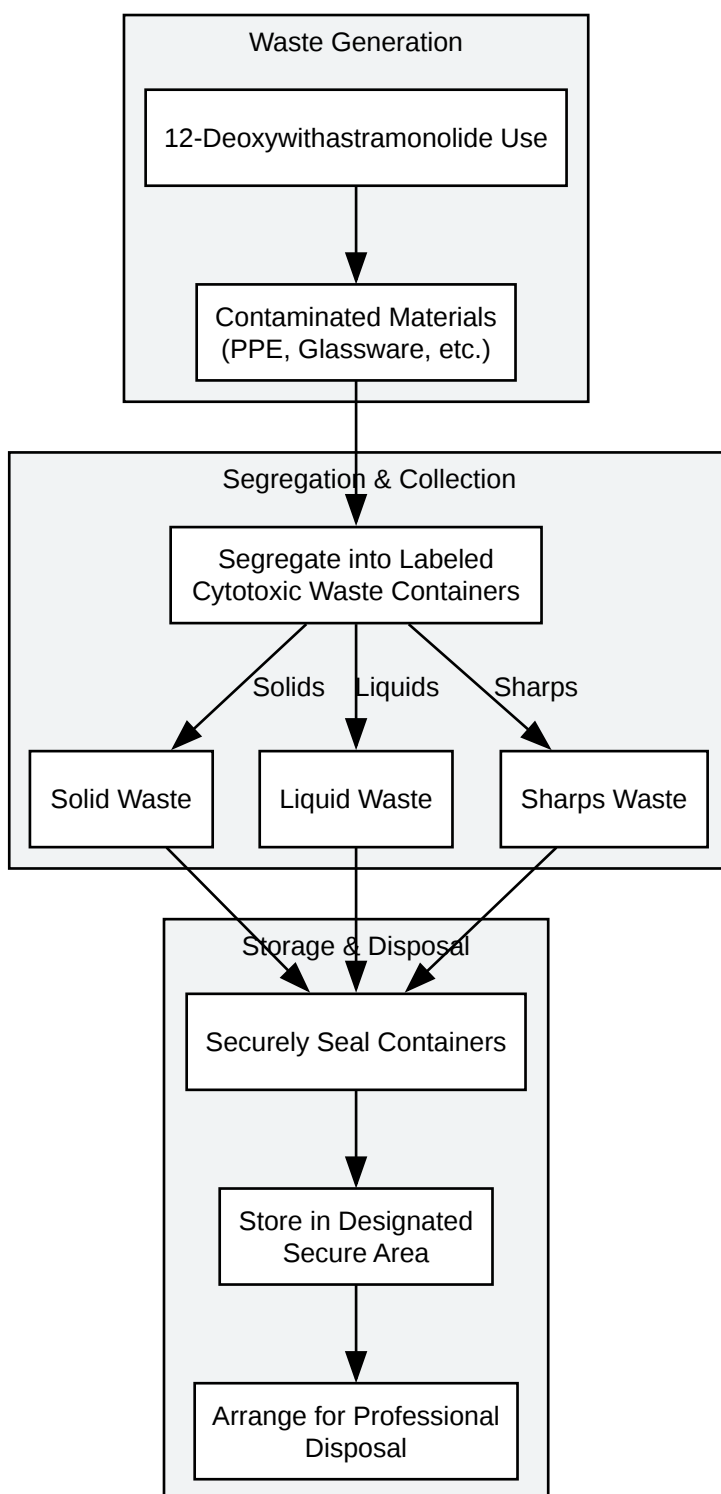 Waste Generation
12-Deoxywithastramonolide Use
Contaminated Materials
(PPE, Glassware, etc.)
Segregation & Collection
Segregate into Labeled
Cytotoxic Waste Containers
Solids
Liquids
Sharps
Solid Waste
Liquid Waste
Sharps Waste
Storage & Disposal
Securely Seal Containers
Store in Designated
Secure Area
Arrange for Professional
Disposal